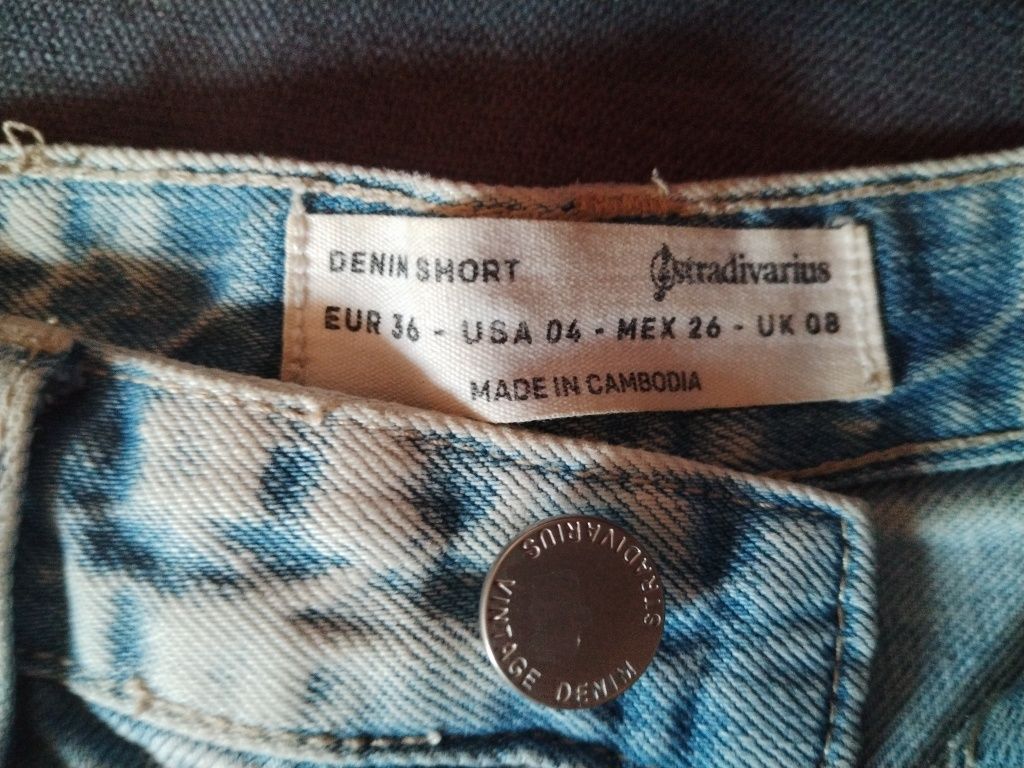 DENIM SHORT stradivarius
EUR 36 - USA 04 - MEX 26 - UK 08
MADE IN CAMBODIA
STRADIVARIUS
VINTAGE DENIM